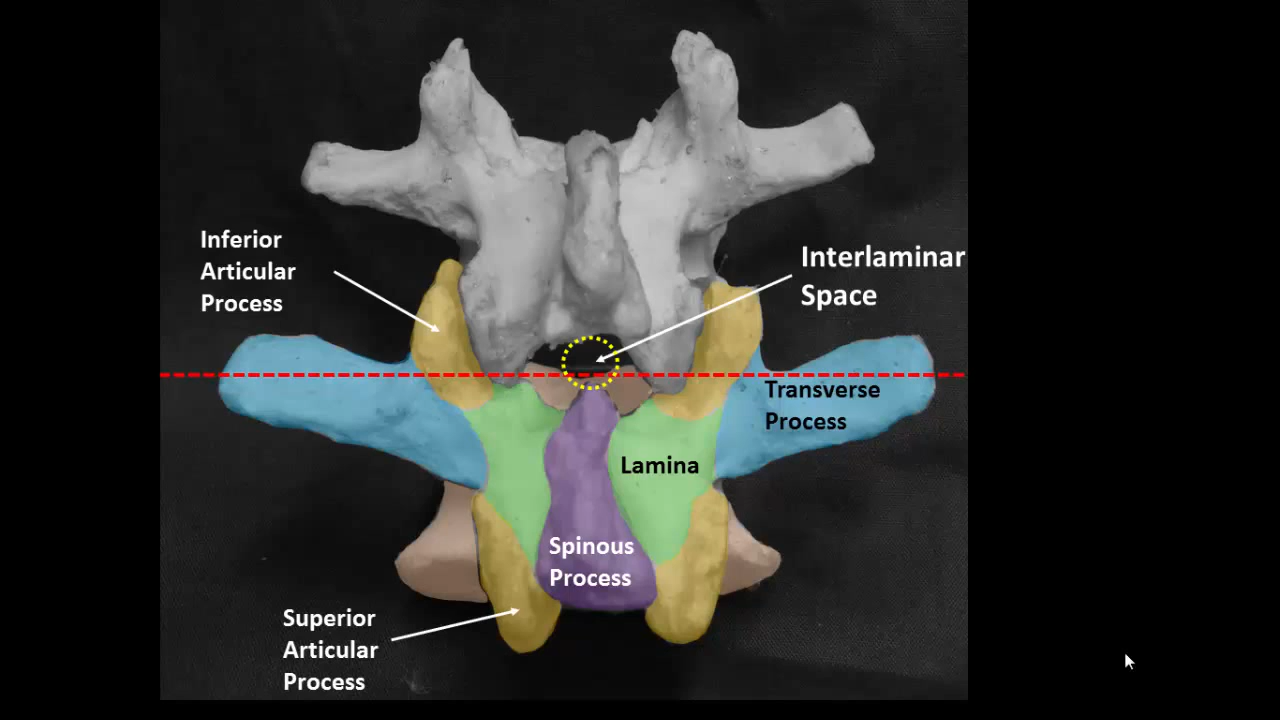 Inferior
Articular
Process
Interlaminar
Space
Transverse
Process
Lamina
Spinous
Process
Superior
Articular
Process